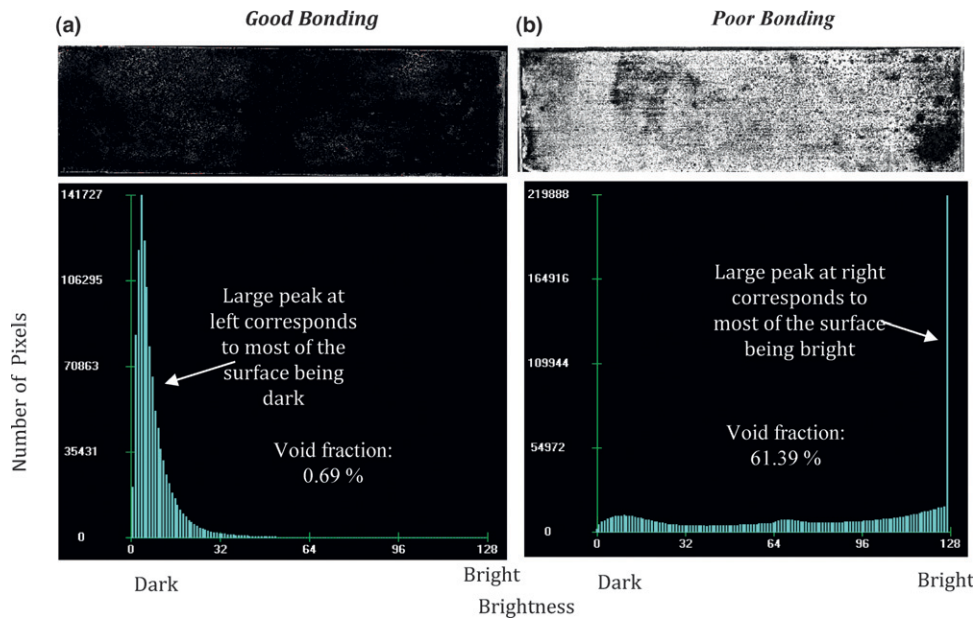 (a)
Good Bonding
(b)
Poor Bonding
Number of Pixels
141727
106295
70863
35431
0
Large peak at
left corresponds
to most of the
surface being
dark
Void fraction:
0.69 %
0
32
64
96
128
Dark
Bright
219888
164916
109944
54972
0
Large peak at right
corresponds to
most of the surface
being bright
Void fraction:
61.39 %
0
32
64
96
128
Dark
Bright
Brightness